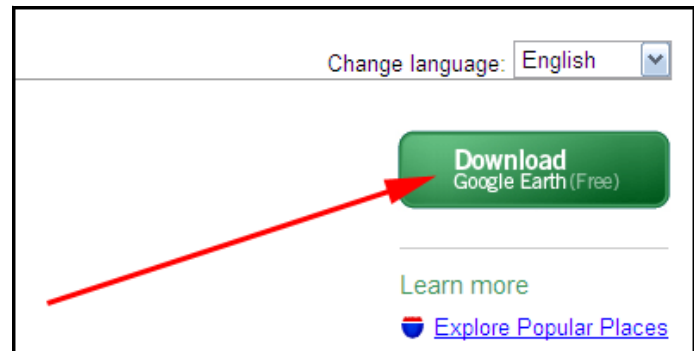 Change language: English
Download
Google Earth (Free)
Learn more
Explore Popular Places